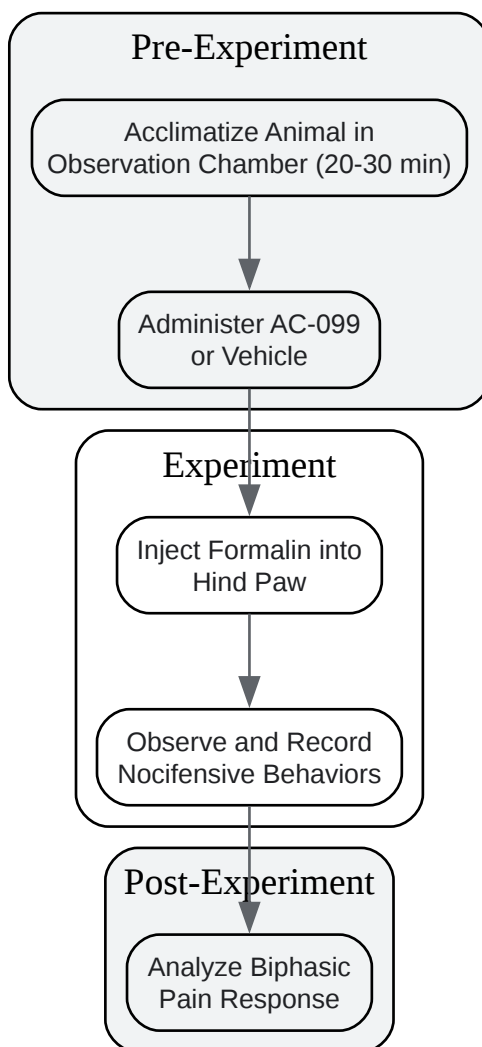 Pre-Experiment
Acclimatize Animal in
Observation Chamber (20-30 min)
Administer AC-099
or Vehicle
Experiment
Inject Formalin into
Hind Paw
Observe and Record
Nocifensive Behaviors
Post-Experiment
Analyze Biphasic
Pain Response